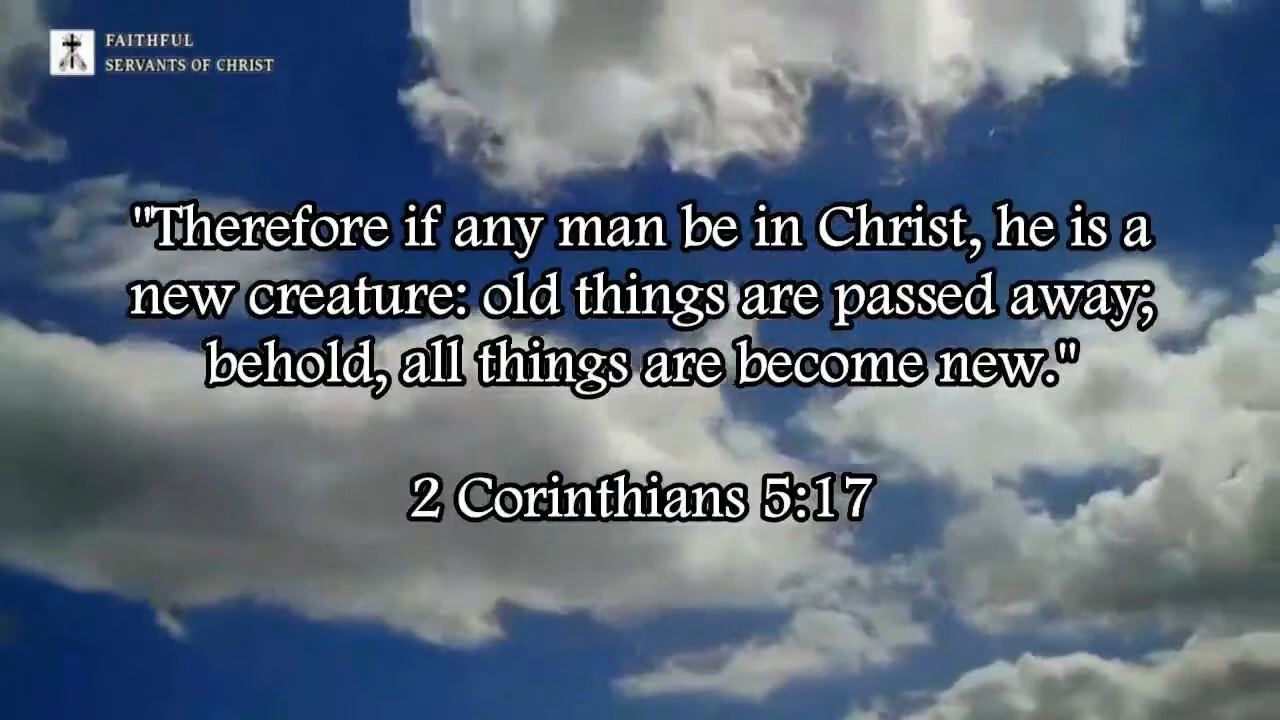 FAITHFUL
SERVANTS OF CHRIST
"Therefore if any man be in Christ, he is a
new creature: old things are passed away;
behold, all things are become new."
2 Corinthians 5:17